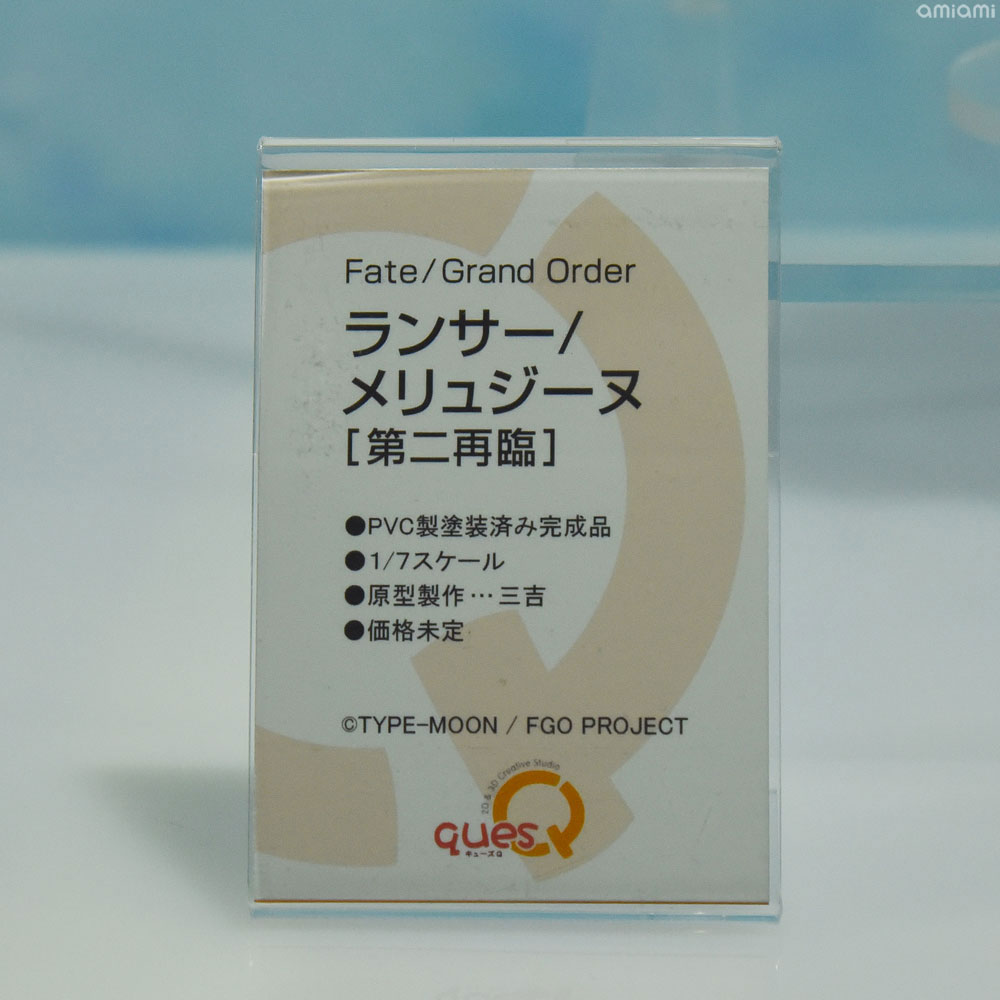 amiami
Fate/Grand Order
ランサー/
メリュジーヌ
[第二再臨]
●PVC製塗装済み完成品
●1/7スケール
●原型製作…三吉
●価格未定
©TYPE-MOON / FGO PROJECT
2D & 3D Creative Studio
quesQ
キューズQ